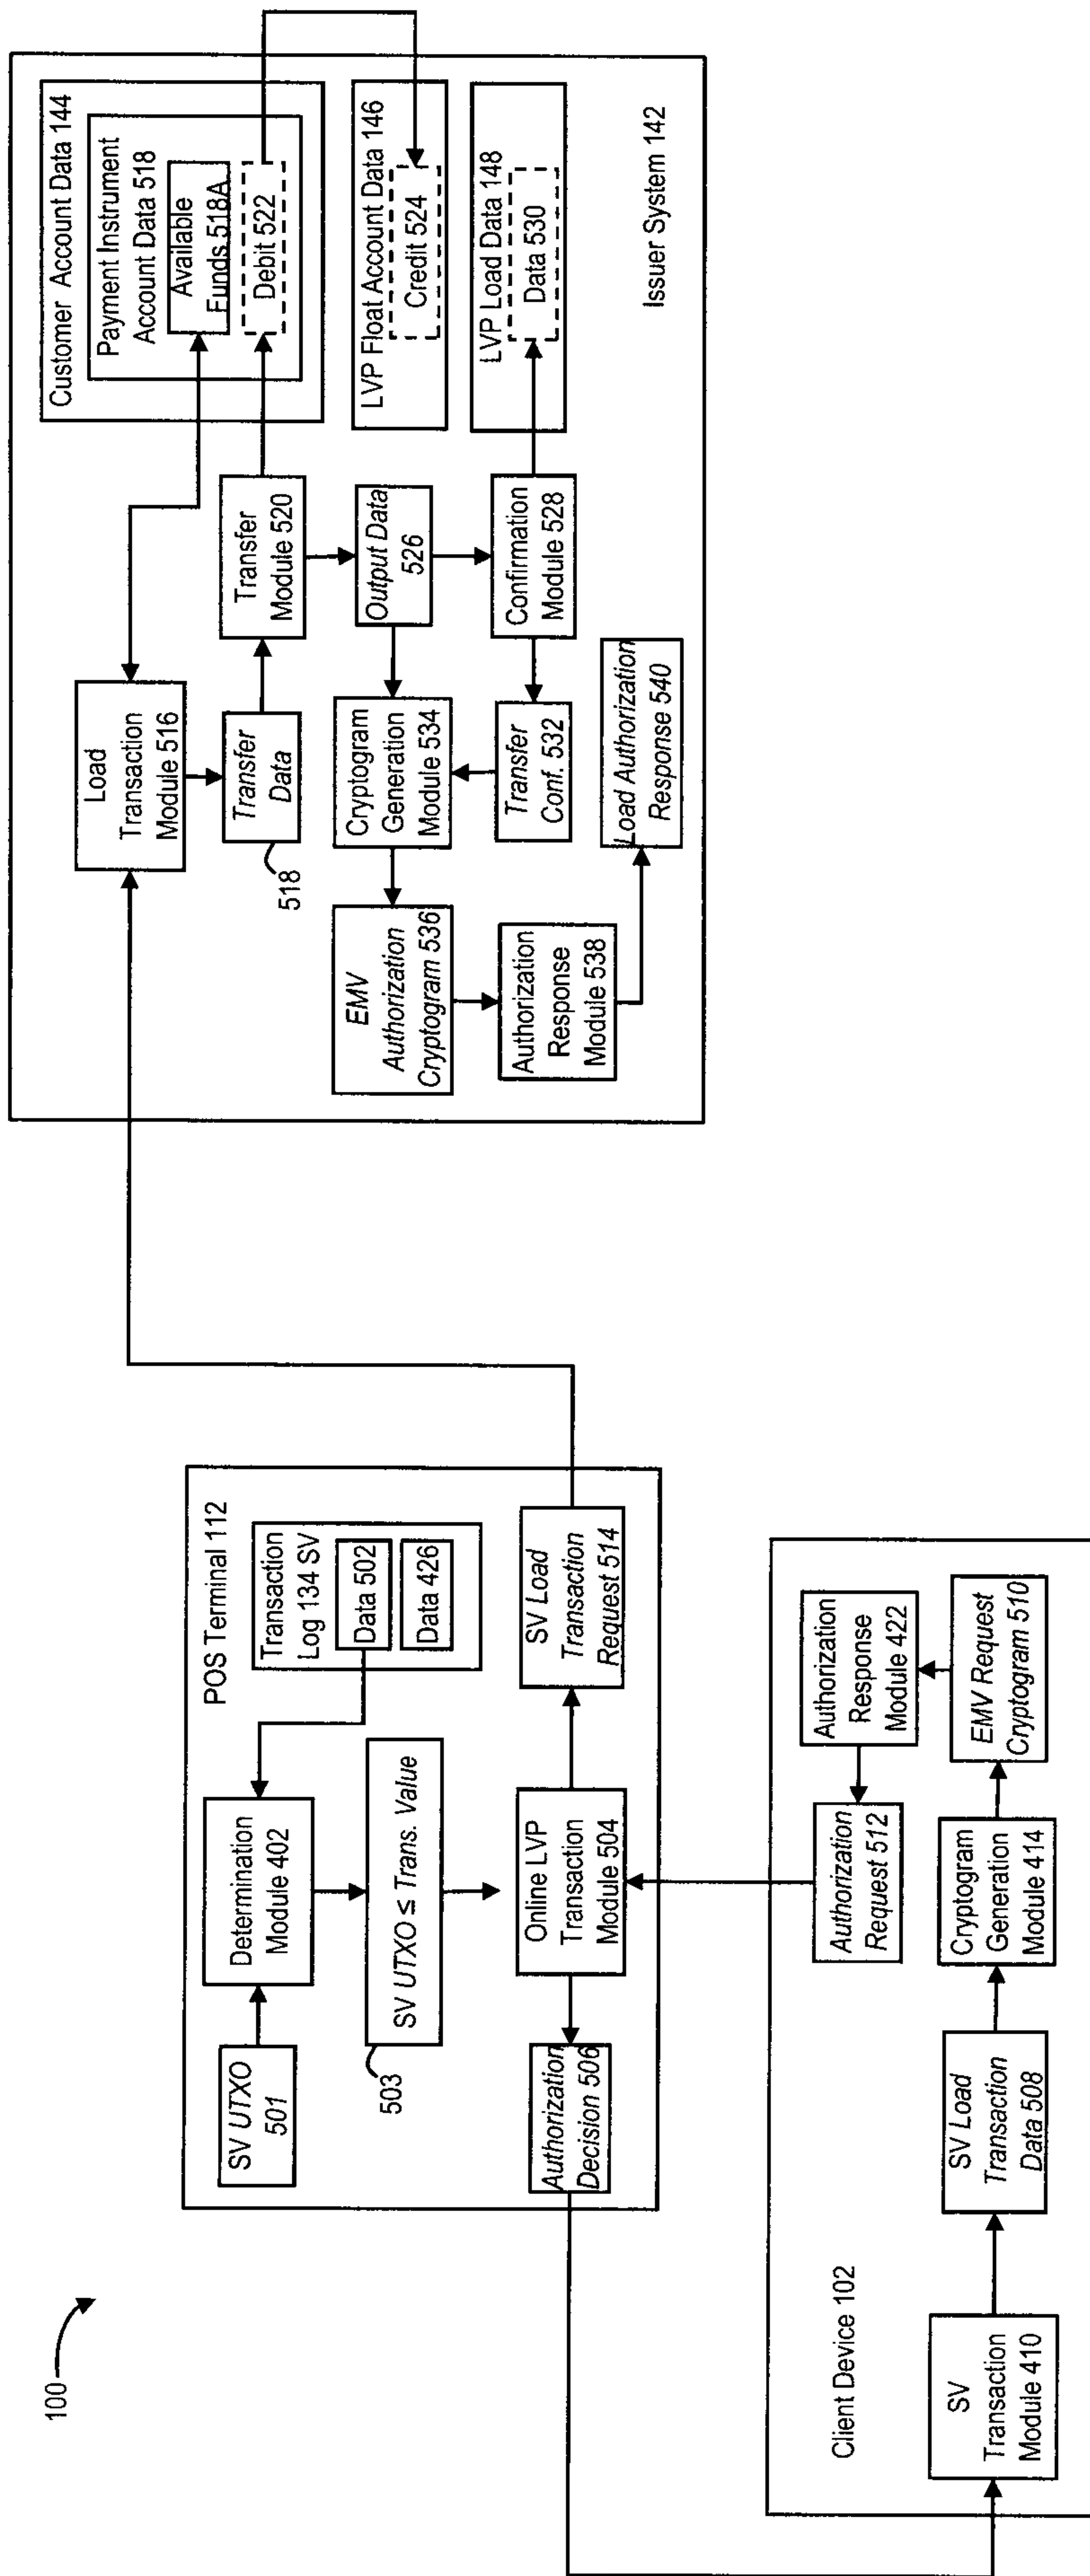 100
POS Terminal 112
SV UTXO
501
Determination
Module 402
Transaction
Log 134 SV
Data 502
Data 426
503
SV UTXO ≤ Trans. Value
Authorization
Decision 506
Online LVP
Transaction
Module 504
SV Load
Transaction
Request 514
Client Device 102
SV
Transaction
Module 410
SV Load
Transaction
Data 508
Cryptogram
Generation
Module 414
EMV Request
Cryptogram 510
Authorization
Response
Module 422
Authorization
Request 512
Issuer System 142
Load
Transaction
Module 516
Transfer
Data
518
Transfer
Module 520
Customer Account Data 144
Payment Instrument
Account Data 518
Available
Funds 518A
Debit 522
LVP Float Account Data 146
Credit 524
LVP Load Data 148
Data 530
Output Data
526
Confirmation
Module 528
Transfer
Conf. 532
Cryptogram
Generation
Module 534
EMV
Authorization
Cryptogram 536
Authorization
Response
Module 538
Load Authorization
Response 540